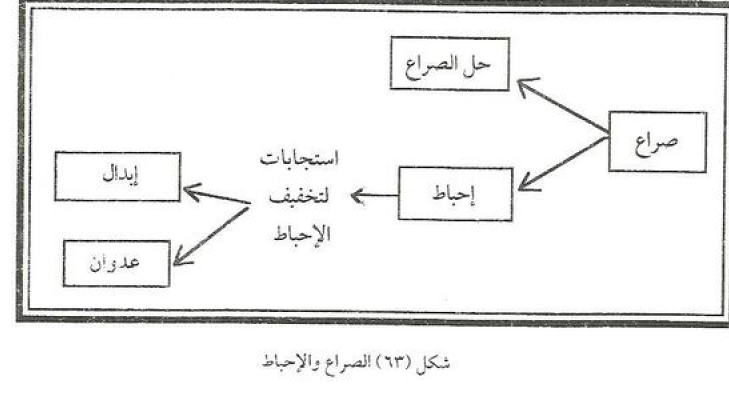 حل الصراع
صراع
إحباط
استجابات
لتخفيف
الإحباط
إبدال
عدوان
شكل (٦٣) الصراع والإحباط